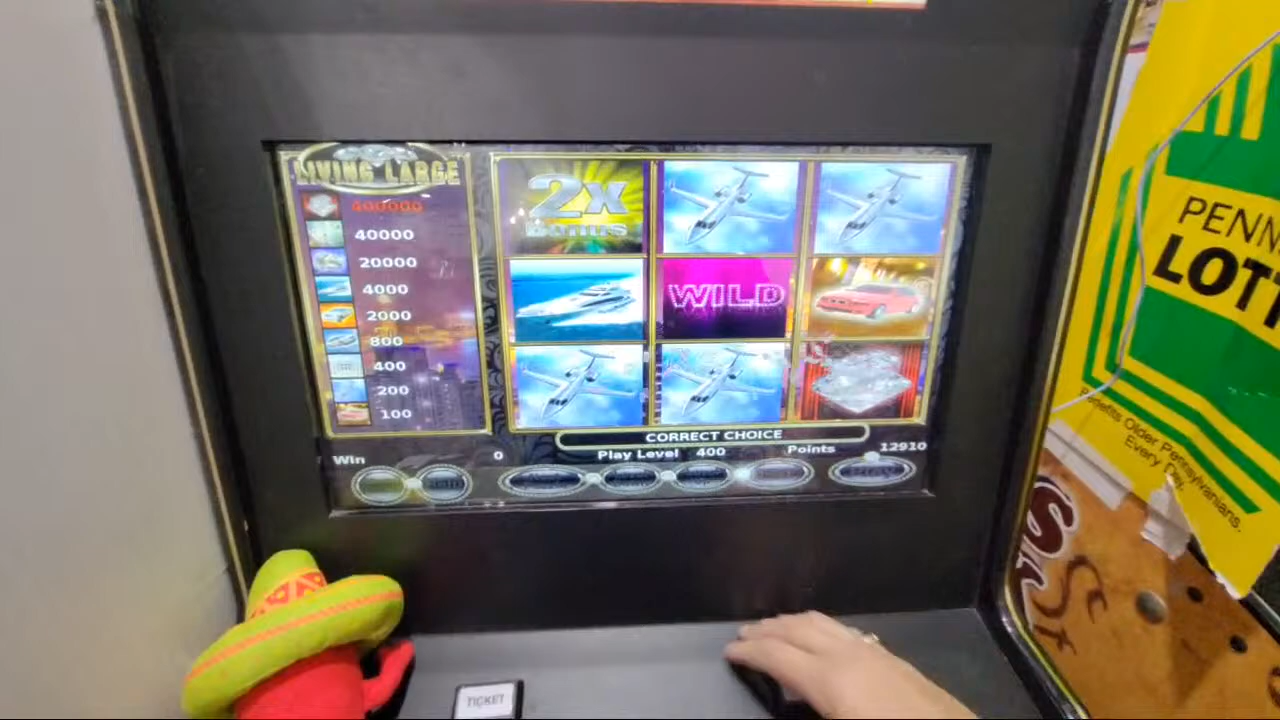 LIVING LARGE
400000
40000
20000
4000
2000
800
400
200
100
2x
Bonus
WILD
CORRECT CHOICE
Win 0 Play Level 400 Points 12910
TICKET
PENN
LOTT
Benefits Older Pennsylvanians.
Every Day.